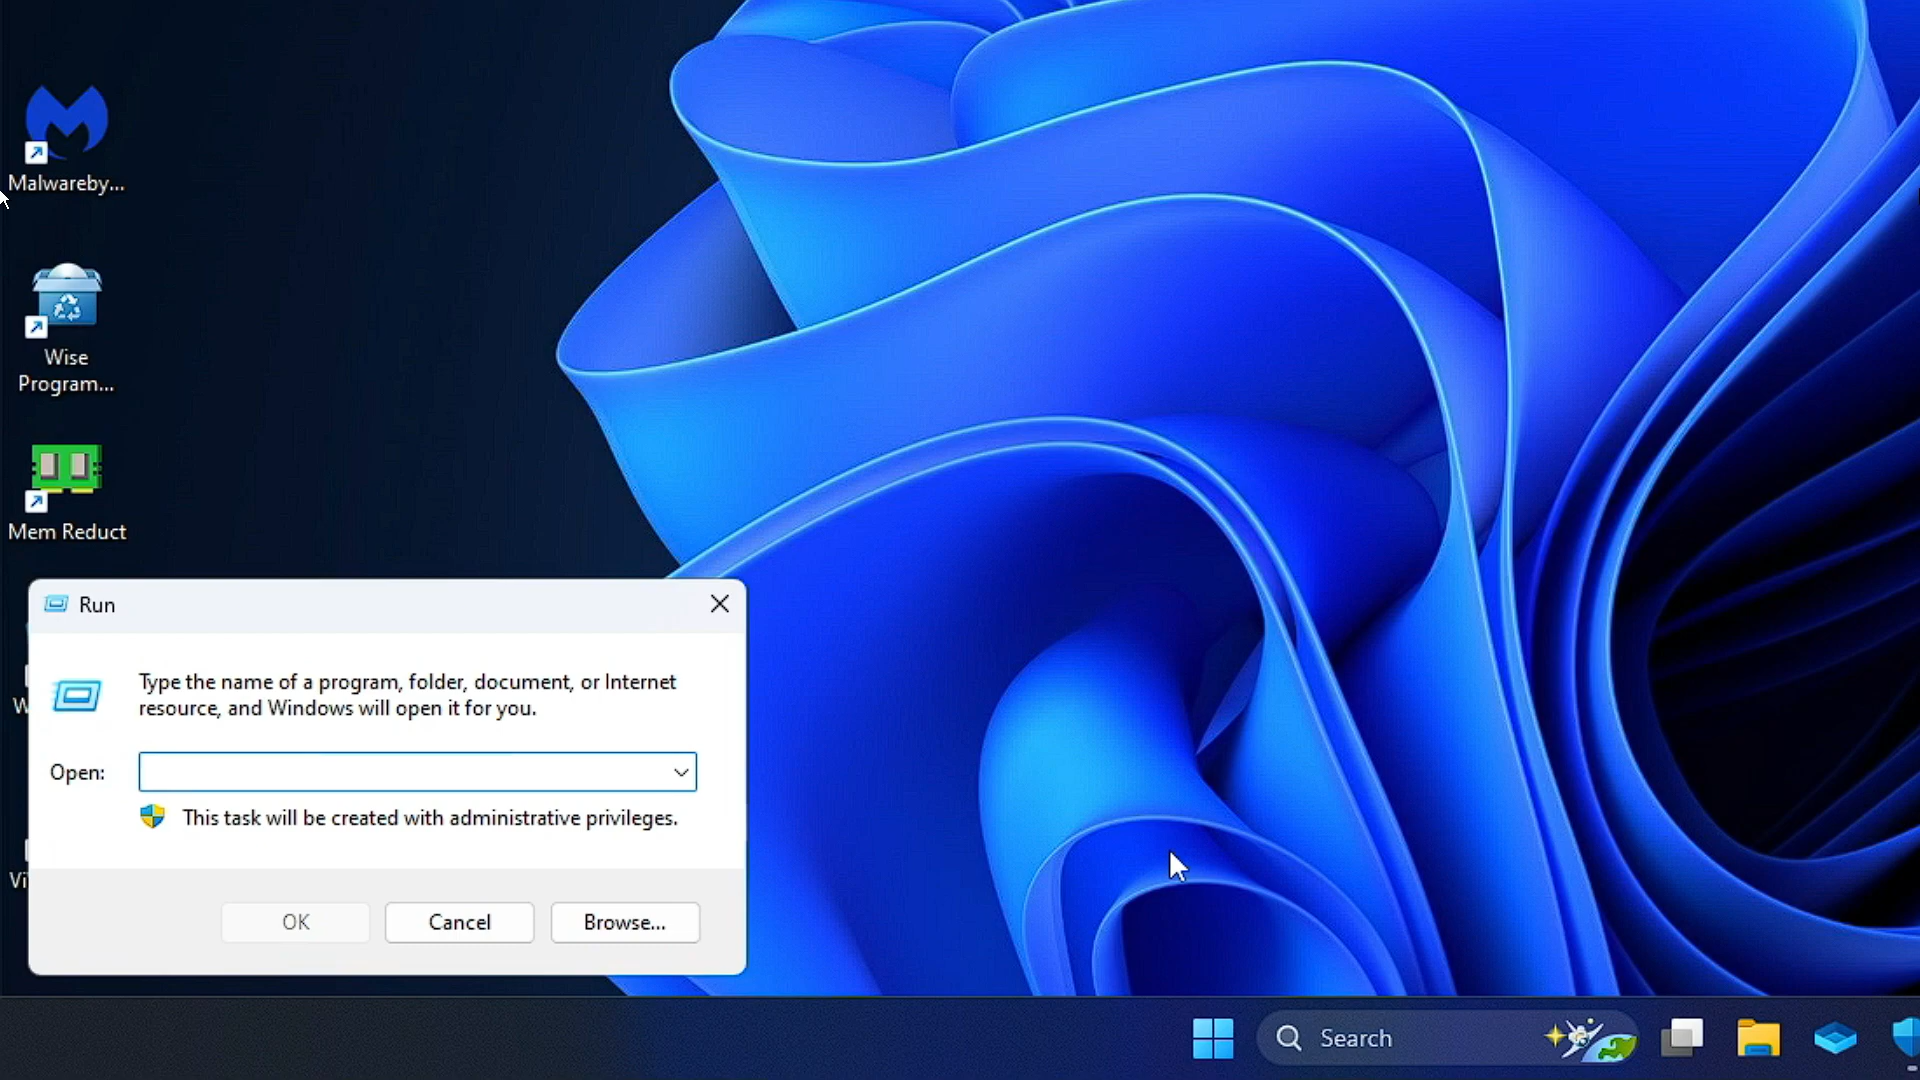 Malwareby...
Wise
Program...
Mem Reduct
W
Vi
Run
Type the name of a program, folder, document, or Internet
resource, and Windows will open it for you.
Open:
This task will be created with administrative privileges.
OK
Cancel
Browse...
Search